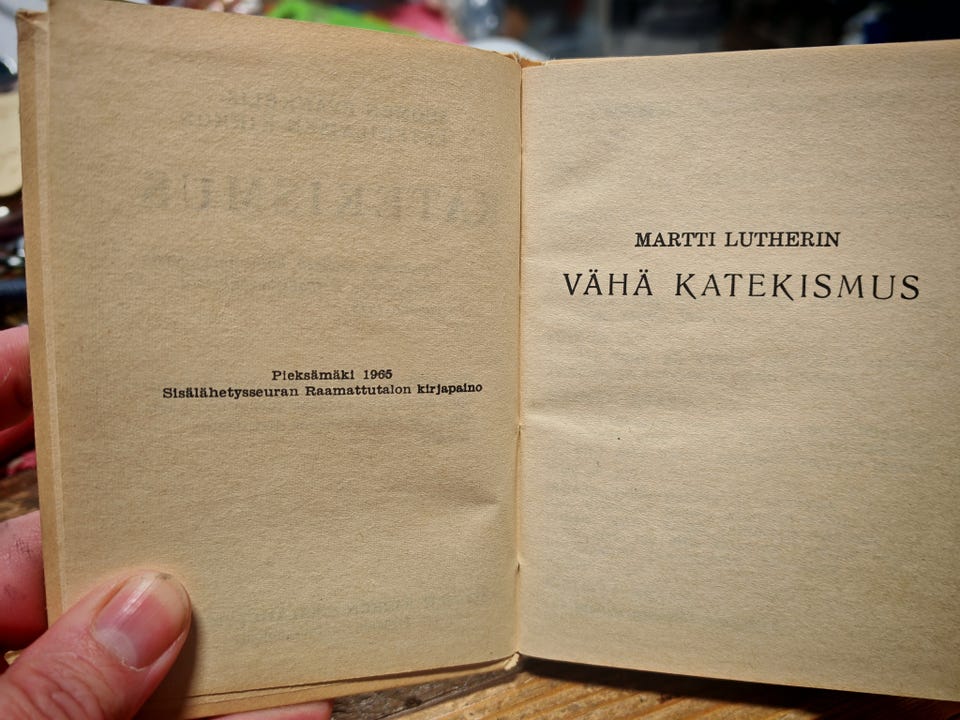 Pieksämäki 1965
Sisälähetysseuran Raamattutalon kirjapaino
MARTTI LUTHERIN
VÄHÄ KATEKISMUS